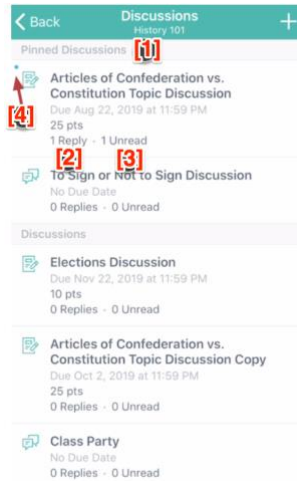 Back
Discussions
+
History 101
Pinned Discussions [1]
Articles of Confederation vs.
Constitution Topic Discussion
Due Aug 22, 2019 at 11:59 PM
[4]
25 pts
1 Reply · 1 Unread
[2] [3]
To Sign or Not to Sign Discussion
No Due Date
0 Replies · 0 Unread
Discussions
Elections Discussion
Due Nov 22, 2019 at 11:59 PM
10 pts
0 Replies · 0 Unread
Articles of Confederation vs.
Constitution Topic Discussion Copy
Due Oct 2, 2019 at 11:59 PM
25 pts
0 Replies · 0 Unread
Class Party
No Due Date
0 Replies · 0 Unread